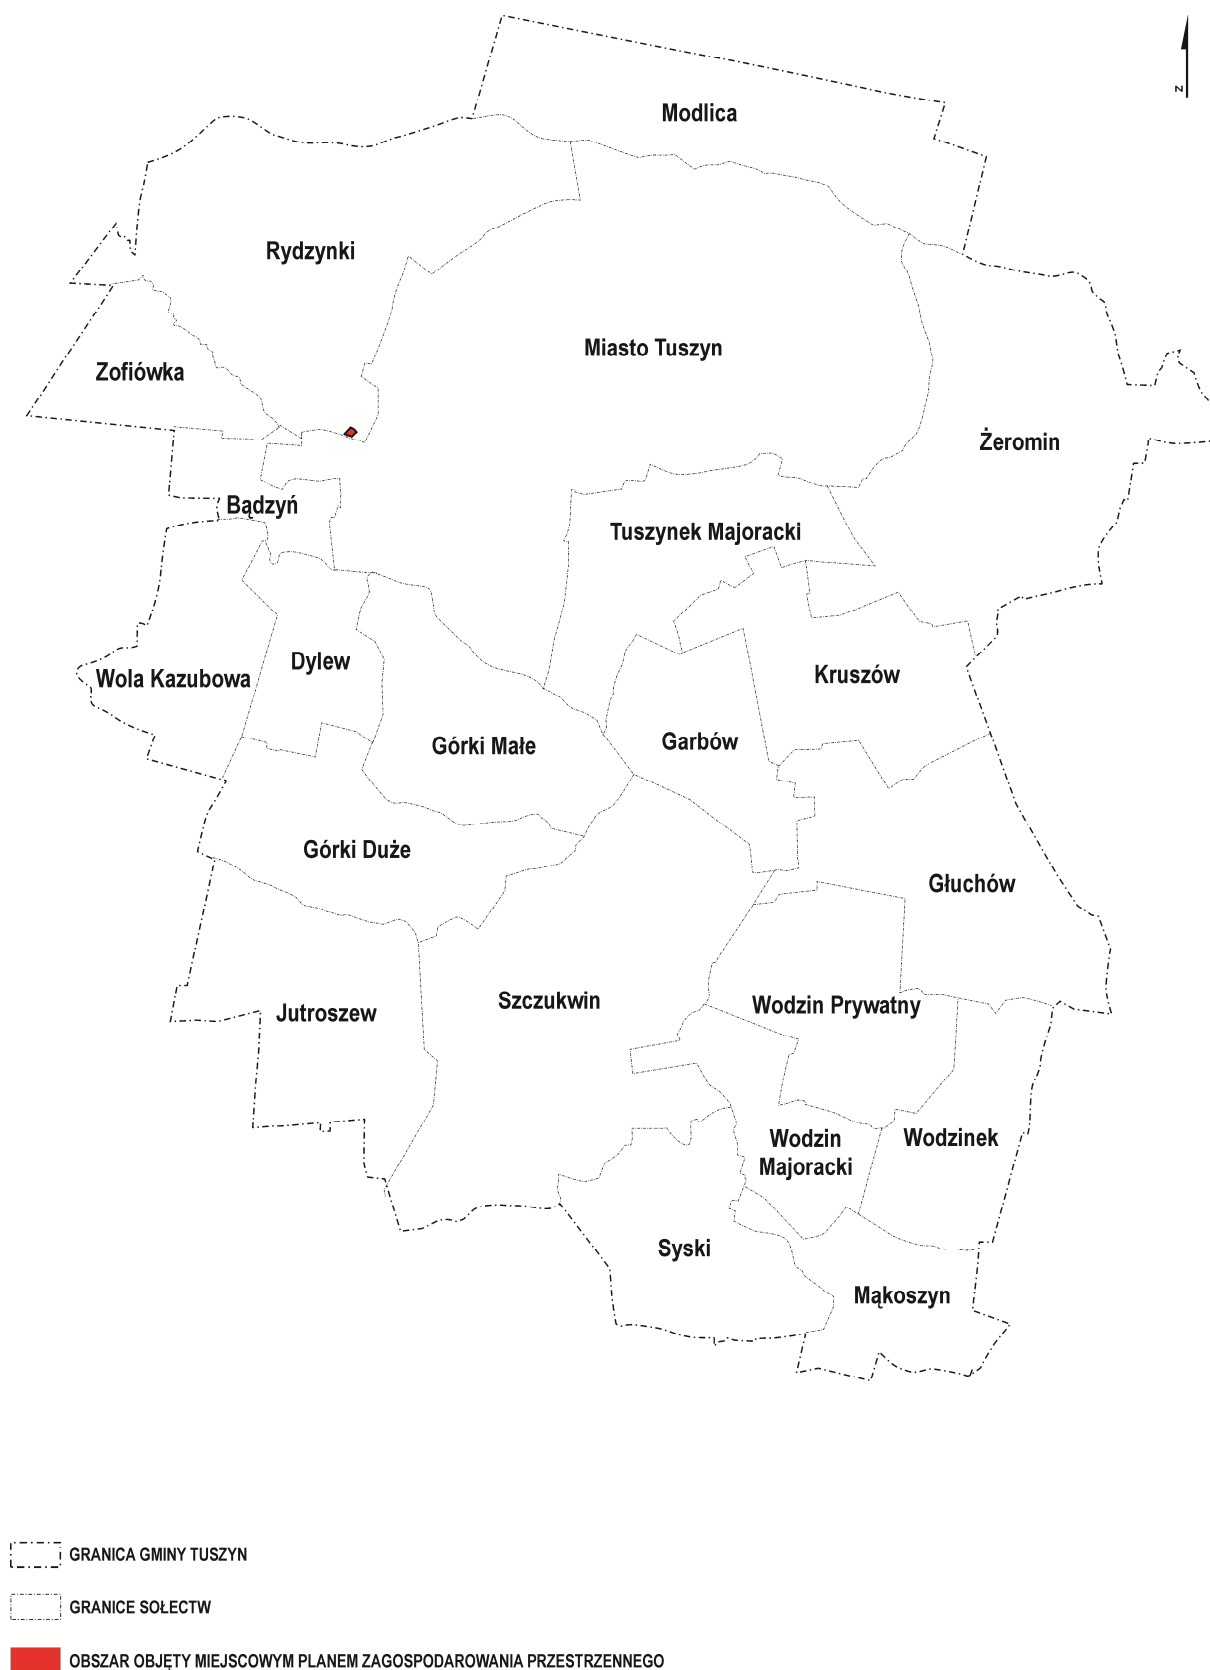 Modlica
N
Rydzynki
Miasto Tuszyn
Zofiówka
Żeromin
Bądzyń
Tuszynek Majoracki
Dylew
Wola Kazubowa
Kruszów
Garbów
Górki Małe
Górki Duże
Głuchów
Szczukwin
Wodzin Prywatny
Jutroszew
Wodzin
Majoracki
Wodzinek
Syski
Mąkoszyn
GRANICA GMINY TUSZYN
GRANICE SOŁECTW
OBSZAR OBJĘTY MIEJSCOWYM PLANEM ZAGOSPODAROWANIA PRZESTRZENNEGO